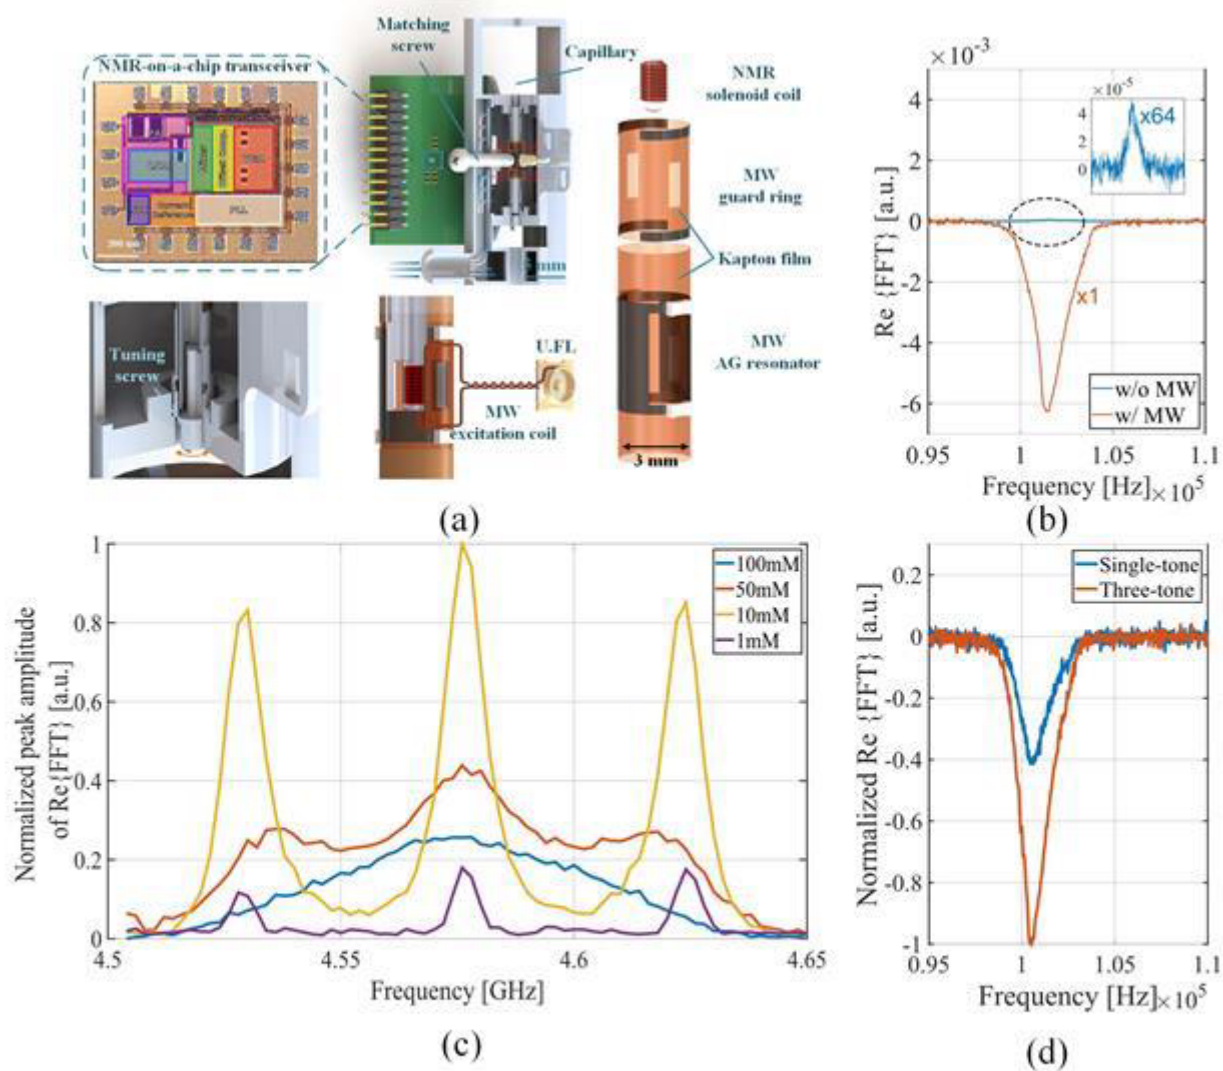 Matching
screw
Capillary
NMR-on-a-chip transceiver
NMR
solenoid coil
MW
guard ring
Kapton film
mm
Tuning
screw
U.FL
MW
excitation coil
MW
AG resonator
3 mm
PLL
(a)
×10-3
4
2
0
-2
-4
-6
Re {FFT} [a.u.]
×10-5
4
2
0
x64
x1
w/o MW
w/ MW
0.95
1
1.05
1.1
Frequency [Hz]
×10^5
(b)
1
0.8
0.6
0.4
0.2
0
Normalized peak amplitude
of Re{FFT} [a.u.]
100mM
50mM
10mM
1mM
4.5
4.55
4.6
4.65
Frequency [GHz]
(c)
0.2
0
-0.2
-0.4
-0.6
-0.8
-1
Normalized Re {FFT} [a.u.]
Single-tone
Three-tone
0.95
1
1.05
1.1
Frequency [Hz]
×10^5
(d)